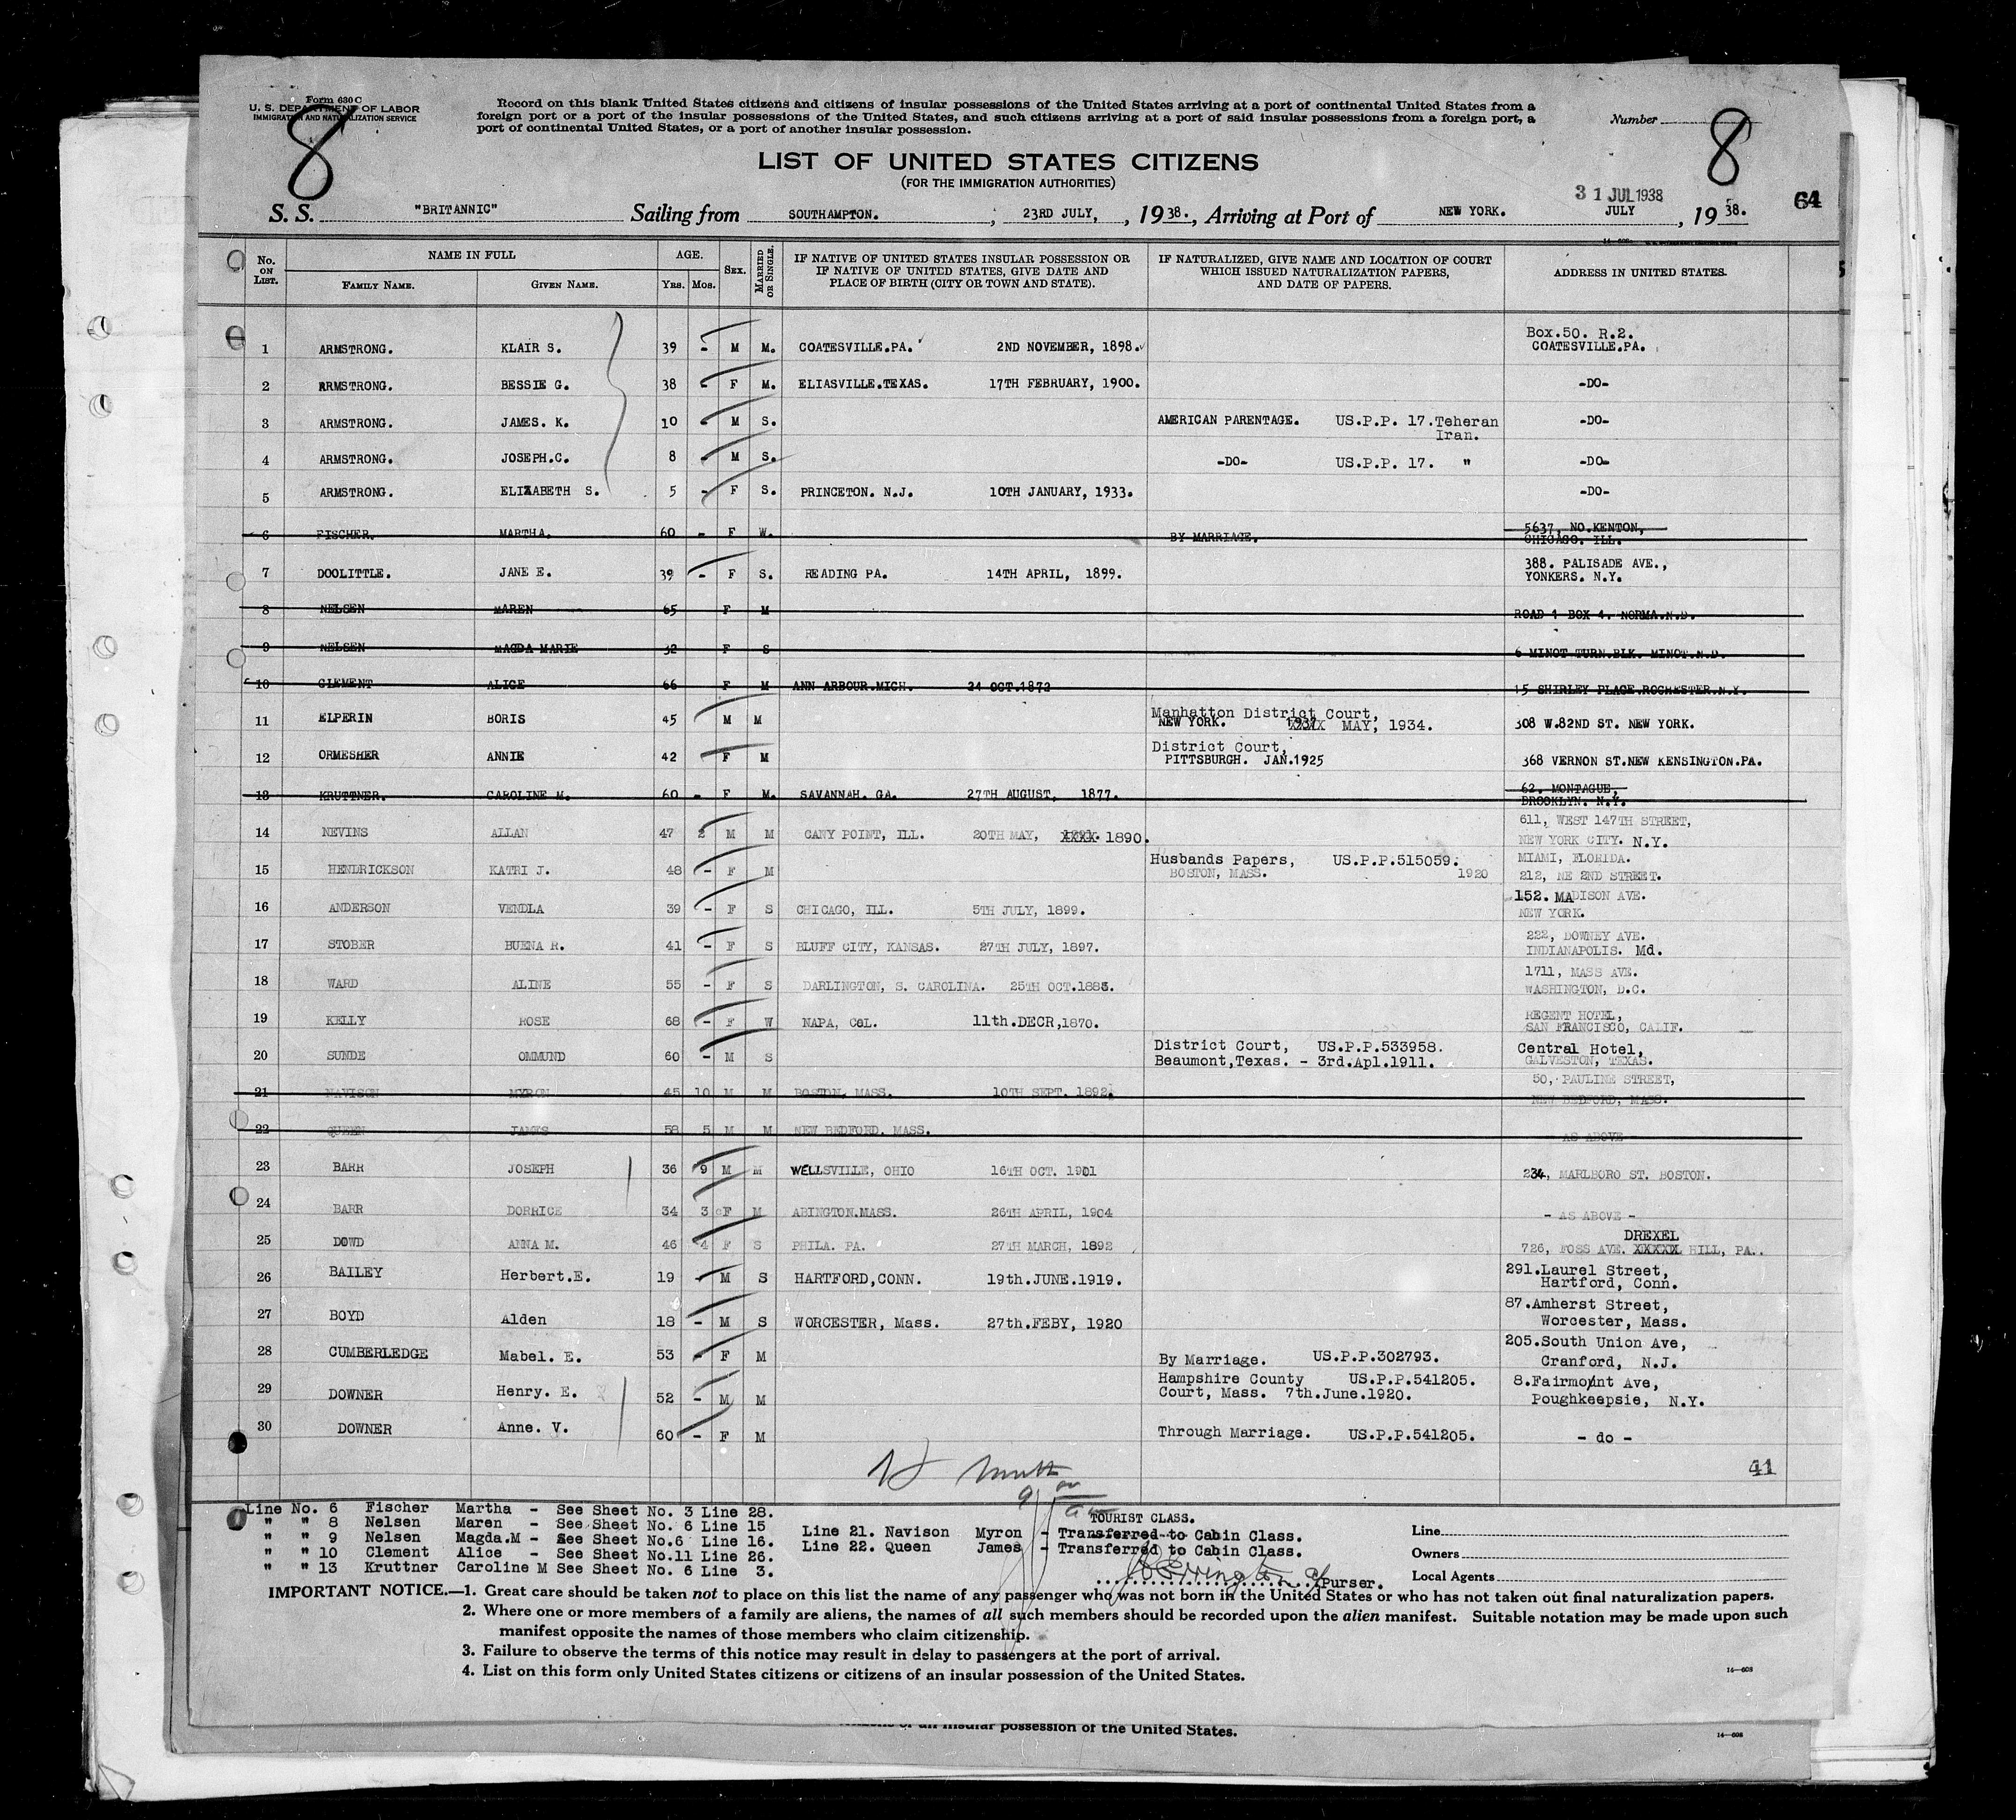 Form 630 C
U. S. DEPARTMENT OF LABOR
IMMIGRATION AND NATURALIZATION SERVICE
8
Record on this blank United States citizens and citizens of insular possessions of the United States arriving at a port of continental United States from a
foreign port or a port of the insular possessions of the United States, and such citizens arriving at a port of said insular possessions from a foreign port, a
port of continental United States, or a port of another insular possession.
Number
8
LIST OF UNITED STATES CITIZENS
(FOR THE IMMIGRATION AUTHORITIES)
31 JUL 1938
64
S. S. "BRITANNIC" Sailing from SOUTHAMPTON. , 23RD JULY, , 1938., Arriving at Port of NEW YORK. JULY , 1938.
No. ON LIST. NAME IN FULL AGE. SEX. MARRIED OR SINGLE. IF NATIVE OF UNITED STATES INSULAR POSSESSION OR IF NATIVE OF UNITED STATES, GIVE DATE AND PLACE OF BIRTH (CITY OR TOWN AND STATE). IF NATURALIZED, GIVE NAME AND LOCATION OF COURT WHICH ISSUED NATURALIZATION PAPERS, AND DATE OF PAPERS. ADDRESS IN UNITED STATES.
FAMILY NAME. GIVEN NAME. YRS. MOS.
Box.50. R.2.
1 ARMSTRONG. KLAIR S. 39 - M M. COATESVILLE.PA. 2ND NOVEMBER, 1898. COATESVILLE.PA.
2 ARMSTRONG. BESSIE G. 38 - F M. ELIASVILLE.TEXAS. 17TH FEBRUARY, 1900. -DO-
3 ARMSTRONG. JAMES. K. 10 - M S. AMERICAN PARENTAGE. US.P.P. 17.Teheran -DO-
Iran.
4 ARMSTRONG. JOSEPH.C. 8 - M S. -DO- US.P.P. 17. " -DO-
5 ARMSTRONG. ELIZABETH S. 5 - F S. PRINCETON. N.J. 10TH JANUARY, 1933. -DO-
5637, NO.KENTON,
6 FISCHER. MARTHA. 60 - F W. BY MARRIAGE. CHICAGO. ILL.
388. PALISADE AVE.,
7 DOOLITTLE. JANE E. 39 - F S. READING PA. 14TH APRIL, 1899. YONKERS. N.Y.
8 NELSEN MAREN 65 F M ROAD 1 BOX 4. NORMA.N.D.
9 NELSEN MAGDA MARIE 32 F S 6 MINOT TURN.BLK. MINOT.N.D.
10 CLEMENT ALICE 66 F M ANN ARBOUR.MICH. 24 OCT.1872 15 SHIRLEY PLACE.ROCHESTER.N.Y.
Manhatton District Court,
11 ELPERIN BORIS 45 M M NEW YORK. XXXX MAY, 1934. 308 W.82ND ST. NEW YORK.
District Court,
12 ORMESHER ANNIE 42 F M PITTSBURGH. JAN.1925 368 VERNON ST.NEW KENSINGTON.PA.
62. MONTAGUE,
13 KRUTTNER. CAROLINE M. 60 - F M. SAVANNAH. GA. 27TH AUGUST, 1877. BROOKLYN. N.Y.
611, WEST 147TH STREET,
14 NEVINS ALLAN 47 2 M M CANY POINT, ILL. 20TH MAY, XXXX 1890.
NEW YORK CITY. N.Y.
Husbands Papers, US.P.P.515059. MIAMI, FLORIDA.
15 HENDRICKSON KATRI J. 48 - F M BOSTON, MASS. 1920 212, NE 2ND STREET.
152. MADISON AVE.
16 ANDERSON VENDLA 39 - F S CHICAGO, ILL. 5TH JULY, 1899. NEW YORK.
222, DOWNEY AVE.
17 STOBER BUENA R. 41 - F S BLUFF CITY, KANSAS. 27TH JULY, 1897. INDIANAPOLIS. Md.
1711, MASS AVE.
18 WARD ALINE 55 - F S DARLINGTON, S. CAROLINA. 25TH OCT.1883. WASHINGTON, D.C.
REGENT HOTEL,
19 KELLY ROSE 68 - F W NAPA, CaL. 11th.DECR,1870. SAN FRANCISCO, CALIF.
District Court, US.P.P.533958. Central Hotel,
20 SUNDE OMMUND 60 - M S Beaumont,Texas. - 3rd.Apl.1911. GALVESTON, TEXAS.
50, PAULINE STREET,
21 NAVISON MYRON 45 10 M M BOSTON, MASS. 10TH SEPT. 1892. NEW BEDFORD, MASS.
22 QUEEN JAMES 58 5 M M NEW BEDFORD. MASS. AS ABOVE
23 BARR JOSEPH 36 9 M M WELLSVILLE, OHIO 16TH OCT. 1901 234, MARLBORO ST. BOSTON.
24 BARR DORRICE 34 3 F M ABINGTON.MASS. 26TH APRIL, 1904 - AS ABOVE -
DREXEL
25 DOWD ANNA M. 46 4 F S PHILA. PA. 27TH MARCH, 1892 726, FOSS AVE. XXXXX HILL, PA..
291.Laurel Street,
26 BAILEY Herbert.E. 19 - M S HARTFORD,CONN. 19th.JUNE.1919. Hartford, Conn.
87.Amherst Street,
27 BOYD Alden 18 - M S WORCESTER, Mass. 27th.FEBY, 1920 Worcester, Mass.
205.South Union Ave,
28 CUMBERLEDGE Mabel. E. 53 - F M By Marriage. US.P.P.302793. Cranford, N.J.
Hampshire County US.P.P.541205. 8.Fairmount Ave,
29 DOWNER Henry. E. 52 - M M Court, Mass. 7th.June.1920. Poughkeepsie, N.Y.
30 DOWNER Anne. V. 60 - F M Through Marriage. US.P.P.541205. - do -
41
Line No. 6 Fischer Martha - See Sheet No. 3 Line 28.
" " 8 Nelsen Maren - See Sheet No. 6 Line 15
" " 9 Nelsen Magda.M - See Sheet No.6 Line 16.
" " 10 Clement Alice - See Sheet No.11 Line 26.
" " 13 Kruttner Caroline M See Sheet No. 6 Line 3.
TOURIST CLASS.
Line 21. Navison Myron - Transferred to Cabin Class.
Line 22. Queen James - Transferred to Cabin Class.
Purser.
Line
Owners
Local Agents
IMPORTANT NOTICE.—1. Great care should be taken not to place on this list the name of any passenger who was not born in the United States or who has not taken out final naturalization papers.
2. Where one or more members of a family are aliens, the names of all such members should be recorded upon the alien manifest. Suitable notation may be made upon such
manifest opposite the names of those members who claim citizenship.
3. Failure to observe the terms of this notice may result in delay to passengers at the port of arrival.
4. List on this form only United States citizens or citizens of an insular possession of the United States.
14—608
an insular possession of the United States.
14—608